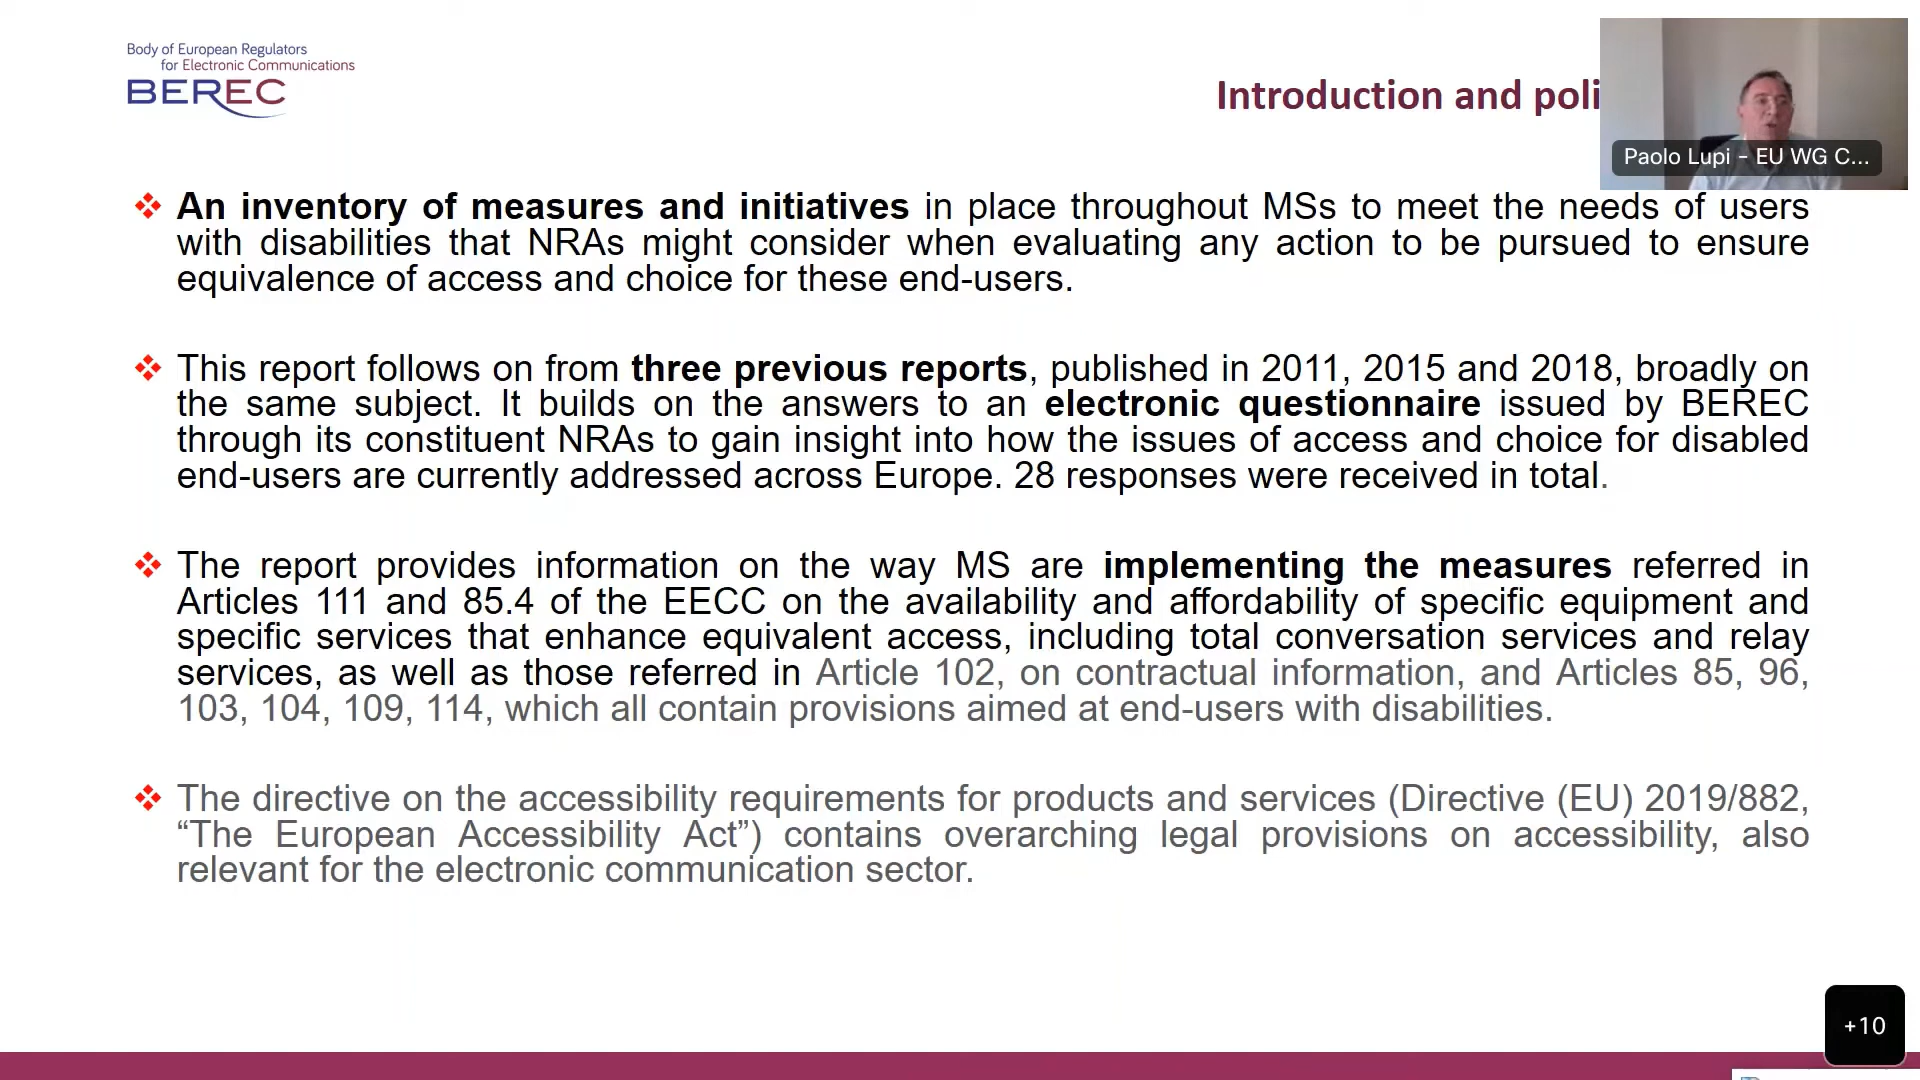 Body of European Regulators
for Electronic Communications
BEREC
Introduction and poli
Paolo Lupi - EU WG C...
❖ An inventory of measures and initiatives in place throughout MSs to meet the needs of users
with disabilities that NRAs might consider when evaluating any action to be pursued to ensure
equivalence of access and choice for these end-users.
❖ This report follows on from three previous reports, published in 2011, 2015 and 2018, broadly on
the same subject. It builds on the answers to an electronic questionnaire issued by BEREC
through its constituent NRAs to gain insight into how the issues of access and choice for disabled
end-users are currently addressed across Europe. 28 responses were received in total.
❖ The report provides information on the way MS are implementing the measures referred in
Articles 111 and 85.4 of the EECC on the availability and affordability of specific equipment and
specific services that enhance equivalent access, including total conversation services and relay
services, as well as those referred in Article 102, on contractual information, and Articles 85, 96,
103, 104, 109, 114, which all contain provisions aimed at end-users with disabilities.
❖ The directive on the accessibility requirements for products and services (Directive (EU) 2019/882,
“The European Accessibility Act”) contains overarching legal provisions on accessibility, also
relevant for the electronic communication sector.
+10